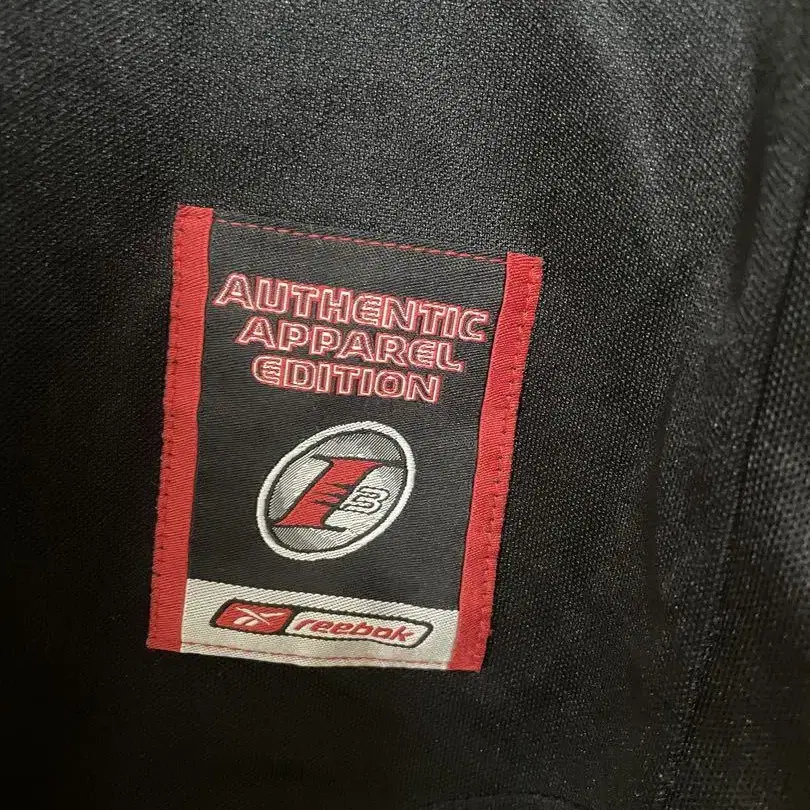 AUTHENTIC
APPAREL
EDITION
I3
reebok